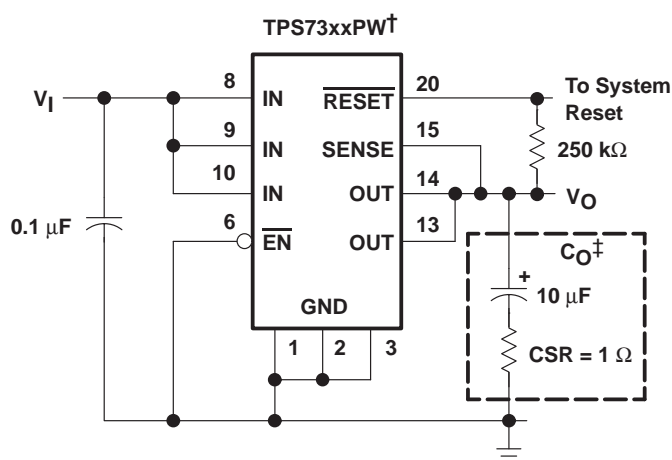 TPS73xxPW†
VI
8
IN
RESET
20
To System
Reset
9
IN
SENSE
15
250 kΩ
10
IN
OUT
14
VO
0.1 μF
6
EN
OUT
13
CO‡
+
10 μF
GND
1
2
3
CSR = 1 Ω